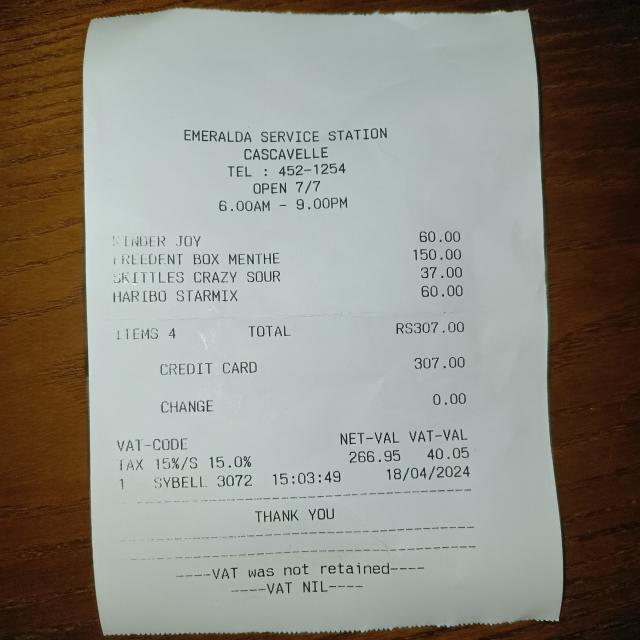 EMERALDA SERVICE STATION
CASCAVELLE
TEL : 452-1254
OPEN 7/7
6.00AM - 9.00PM
KINDER JOY 60.00
FREEDENT BOX MENTHE 150.00
SKITTLES CRAZY SOUR 37.00
HARIBO STARMIX 60.00
ITEMS 4 TOTAL RS307.00
CREDIT CARD 307.00
CHANGE 0.00
VAT-CODE NET-VAL VAT-VAL
TAX 15%/S 15.0% 266.95 40.05
1 SYBELL 3072 15:03:49 18/04/2024
THANK YOU
----VAT was not retained----
----VAT NIL----